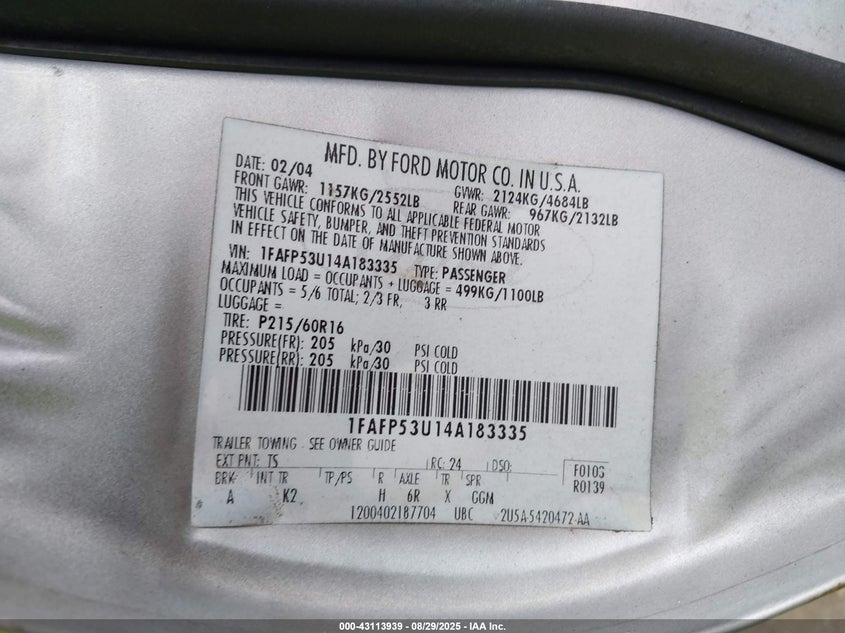 MFD. BY FORD MOTOR CO. IN U.S.A.
DATE: 02/04 GVWR: 2124KG/4684LB
FRONT GAWR: 1157KG/2552LB REAR GAWR: 967KG/2132LB
THIS VEHICLE CONFORMS TO ALL APPLICABLE FEDERAL MOTOR
VEHICLE SAFETY, BUMPER, AND THEFT PREVENTION STANDARDS
IN EFFECT ON THE DATE OF MANUFACTURE SHOWN ABOVE.
VIN: 1FAFP53U14A183335 TYPE: PASSENGER
MAXIMUM LOAD = OCCUPANTS + LUGGAGE = 499KG/1100LB
OCCUPANTS = 5/6 TOTAL; 2/3 FR, 3 RR
LUGGAGE =
TIRE: P215/60R16
PRESSURE(FR): 205 kPa/30 PSI COLD
PRESSURE(RR): 205 kPa/30 PSI COLD
1FAFP53U14A183335
TRAILER TOWING - SEE OWNER GUIDE
EXT PNT: TS RC: 24 DSO: F010S
BRK INT TR TP/PS R AXLE TR SPR R0139
A K2 H 6R X GGM
1200402187704 UBC 2U5A-5420472-AA
000-43113939 - 08/29/2025 - IAA Inc.